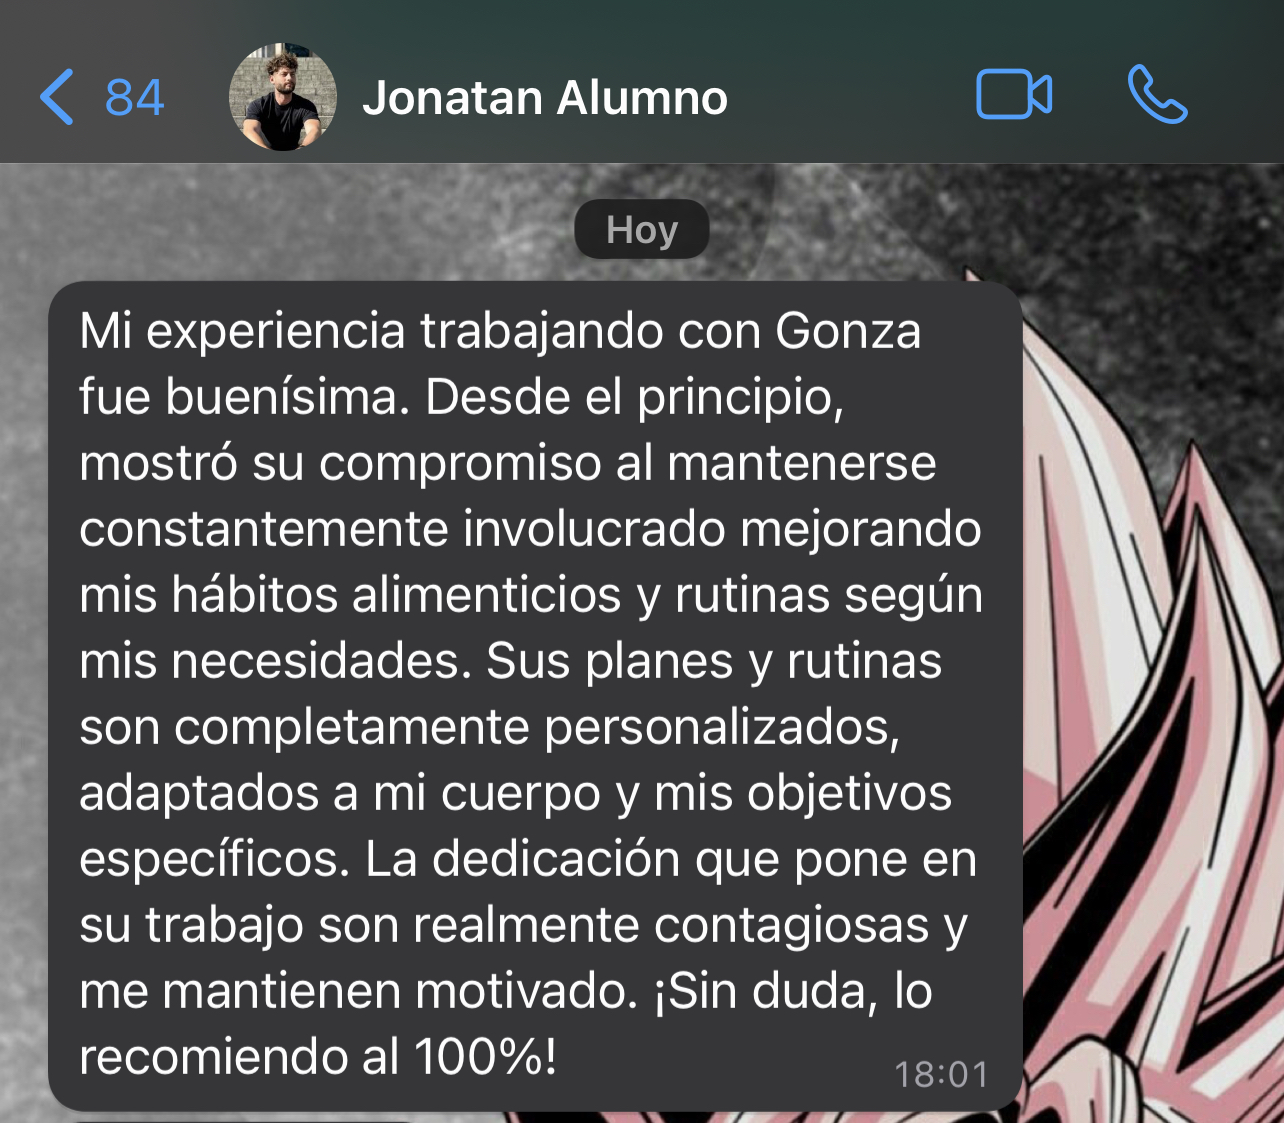 84
Jonatan Alumno
Hoy
Mi experiencia trabajando con Gonza
fue buenísima. Desde el principio,
mostró su compromiso al mantenerse
constantemente involucrado mejorando
mis hábitos alimenticios y rutinas según
mis necesidades. Sus planes y rutinas
son completamente personalizados,
adaptados a mi cuerpo y mis objetivos
específicos. La dedicación que pone en
su trabajo son realmente contagiosas y
me mantienen motivado. ¡Sin duda, lo
recomiendo al 100%!
18:01